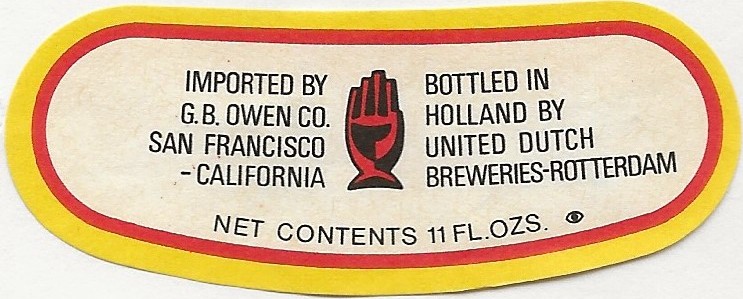 IMPORTED BY
G.B. OWEN CO.
SAN FRANCISCO
-CALIFORNIA
BOTTLED IN
HOLLAND BY
UNITED DUTCH
BREWERIES-ROTTERDAM
NET CONTENTS 11 FL.OZS.